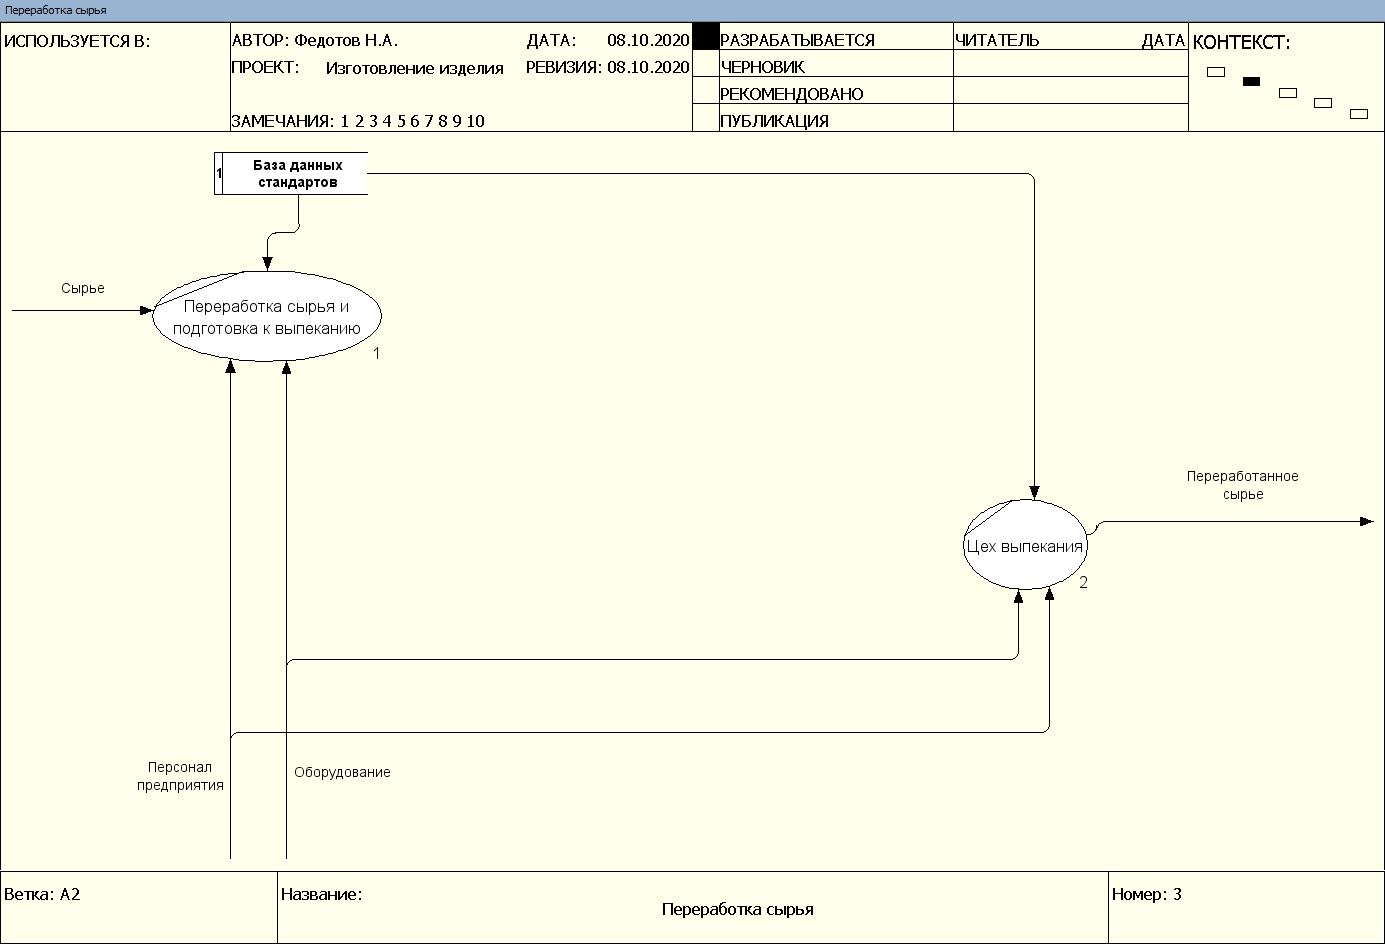 Переработка сырья
ИСПОЛЬЗУЕТСЯ В:
АВТОР: Федотов Н.А.
ДАТА: 08.10.2020
РАЗРАБАТЫВАЕТСЯ
ЧИТАТЕЛЬ
ДАТА
КОНТЕКСТ:
ПРОЕКТ: Изготовление изделия
РЕВИЗИЯ: 08.10.2020
ЧЕРНОВИК
РЕКОМЕНДОВАНО
ЗАМЕЧАНИЯ: 1 2 3 4 5 6 7 8 9 10
ПУБЛИКАЦИЯ
1
База данных
стандартов
Сырье
Переработка сырья и
подготовка к выпеканию
1
Переработанное
сырье
Цех выпекания
2
Персонал
предприятия
Оборудование
Ветка: A2
Название:
Переработка сырья
Номер: 3